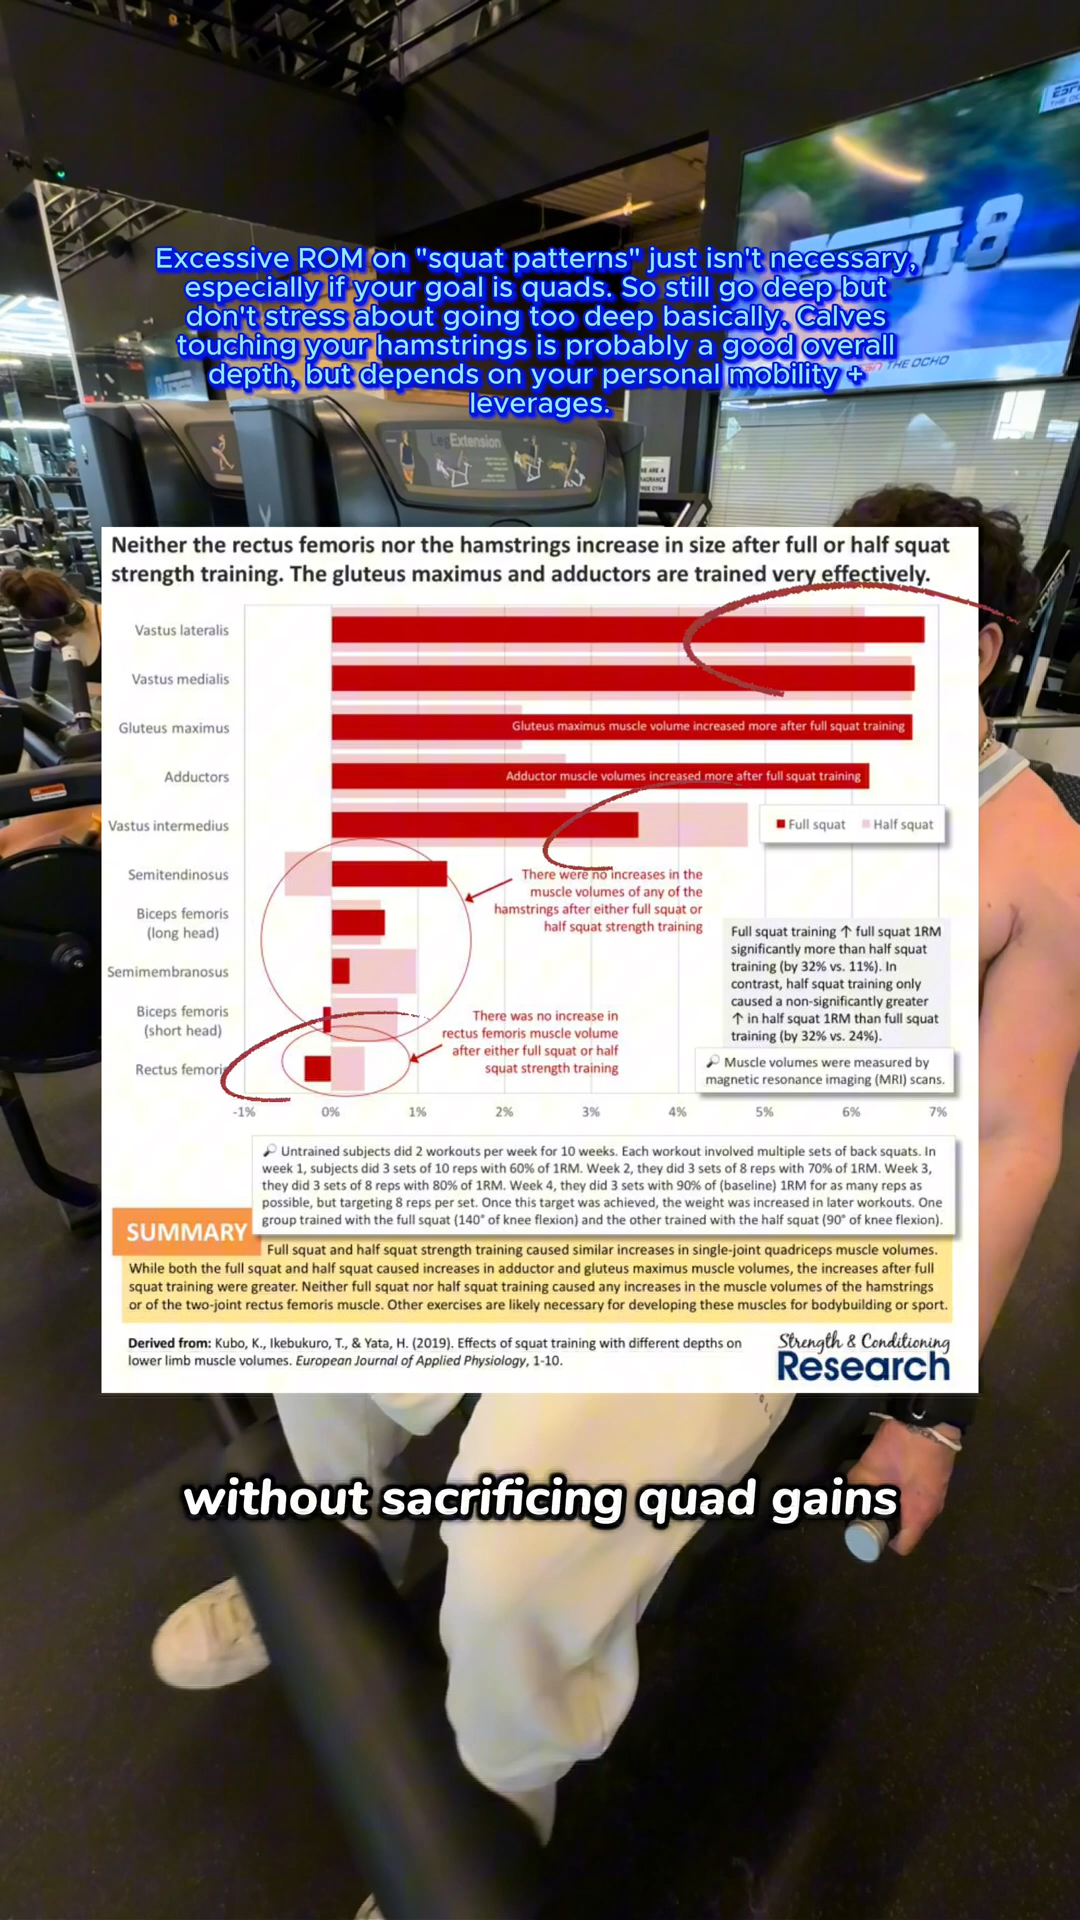 ESPN
THE OCHO
Excessive ROM on "squat patterns" just isn't necessary,
especially if your goal is quads. So still go deep but
don't stress about going too deep basically. Calves
touching your hamstrings is probably a good overall
depth, but depends on your personal mobility +
leverages.
THE OCHO
Leg Extension
WE ARE A
FRAGRANCE
FREE GYM
Neither the rectus femoris nor the hamstrings increase in size after full or half squat
strength training. The gluteus maximus and adductors are trained very effectively.
Vastus lateralis
Vastus medialis
Gluteus maximus
Gluteus maximus muscle volume increased more after full squat training
Adductors
Adductor muscle volumes increased more after full squat training
Vastus intermedius
Full squat Half squat
Semitendinosus
There were no increases in the
muscle volumes of any of the
hamstrings after either full squat or
half squat strength training
Biceps femoris
(long head)
Semimembranosus
Biceps femoris
(short head)
Rectus femoris
There was no increase in
rectus femoris muscle volume
after either full squat or half
squat strength training
Full squat training ↑ full squat 1RM
significantly more than half squat
training (by 32% vs. 11%). In
contrast, half squat training only
caused a non-significantly greater
↑ in half squat 1RM than full squat
training (by 32% vs. 24%).
Muscle volumes were measured by
magnetic resonance imaging (MRI) scans.
-1% 0% 1% 2% 3% 4% 5% 6% 7%
Untrained subjects did 2 workouts per week for 10 weeks. Each workout involved multiple sets of back squats. In
week 1, subjects did 3 sets of 10 reps with 60% of 1RM. Week 2, they did 3 sets of 8 reps with 70% of 1RM. Week 3,
they did 3 sets of 8 reps with 80% of 1RM. Week 4, they did 3 sets with 90% of (baseline) 1RM for as many reps as
possible, but targeting 8 reps per set. Once this target was achieved, the weight was increased in later workouts. One
group trained with the full squat (140° of knee flexion) and the other trained with the half squat (90° of knee flexion).
SUMMARY
Full squat and half squat strength training caused similar increases in single-joint quadriceps muscle volumes.
While both the full squat and half squat caused increases in adductor and gluteus maximus muscle volumes, the increases after full
squat training were greater. Neither full squat nor half squat training caused any increases in the muscle volumes of the hamstrings
or of the two-joint rectus femoris muscle. Other exercises are likely necessary for developing these muscles for bodybuilding or sport.
Derived from: Kubo, K., Ikebukuro, T., & Yata, H. (2019). Effects of squat training with different depths on
lower limb muscle volumes. European Journal of Applied Physiology, 1-10.
Strength & Conditioning
Research
without sacrificing quad gains